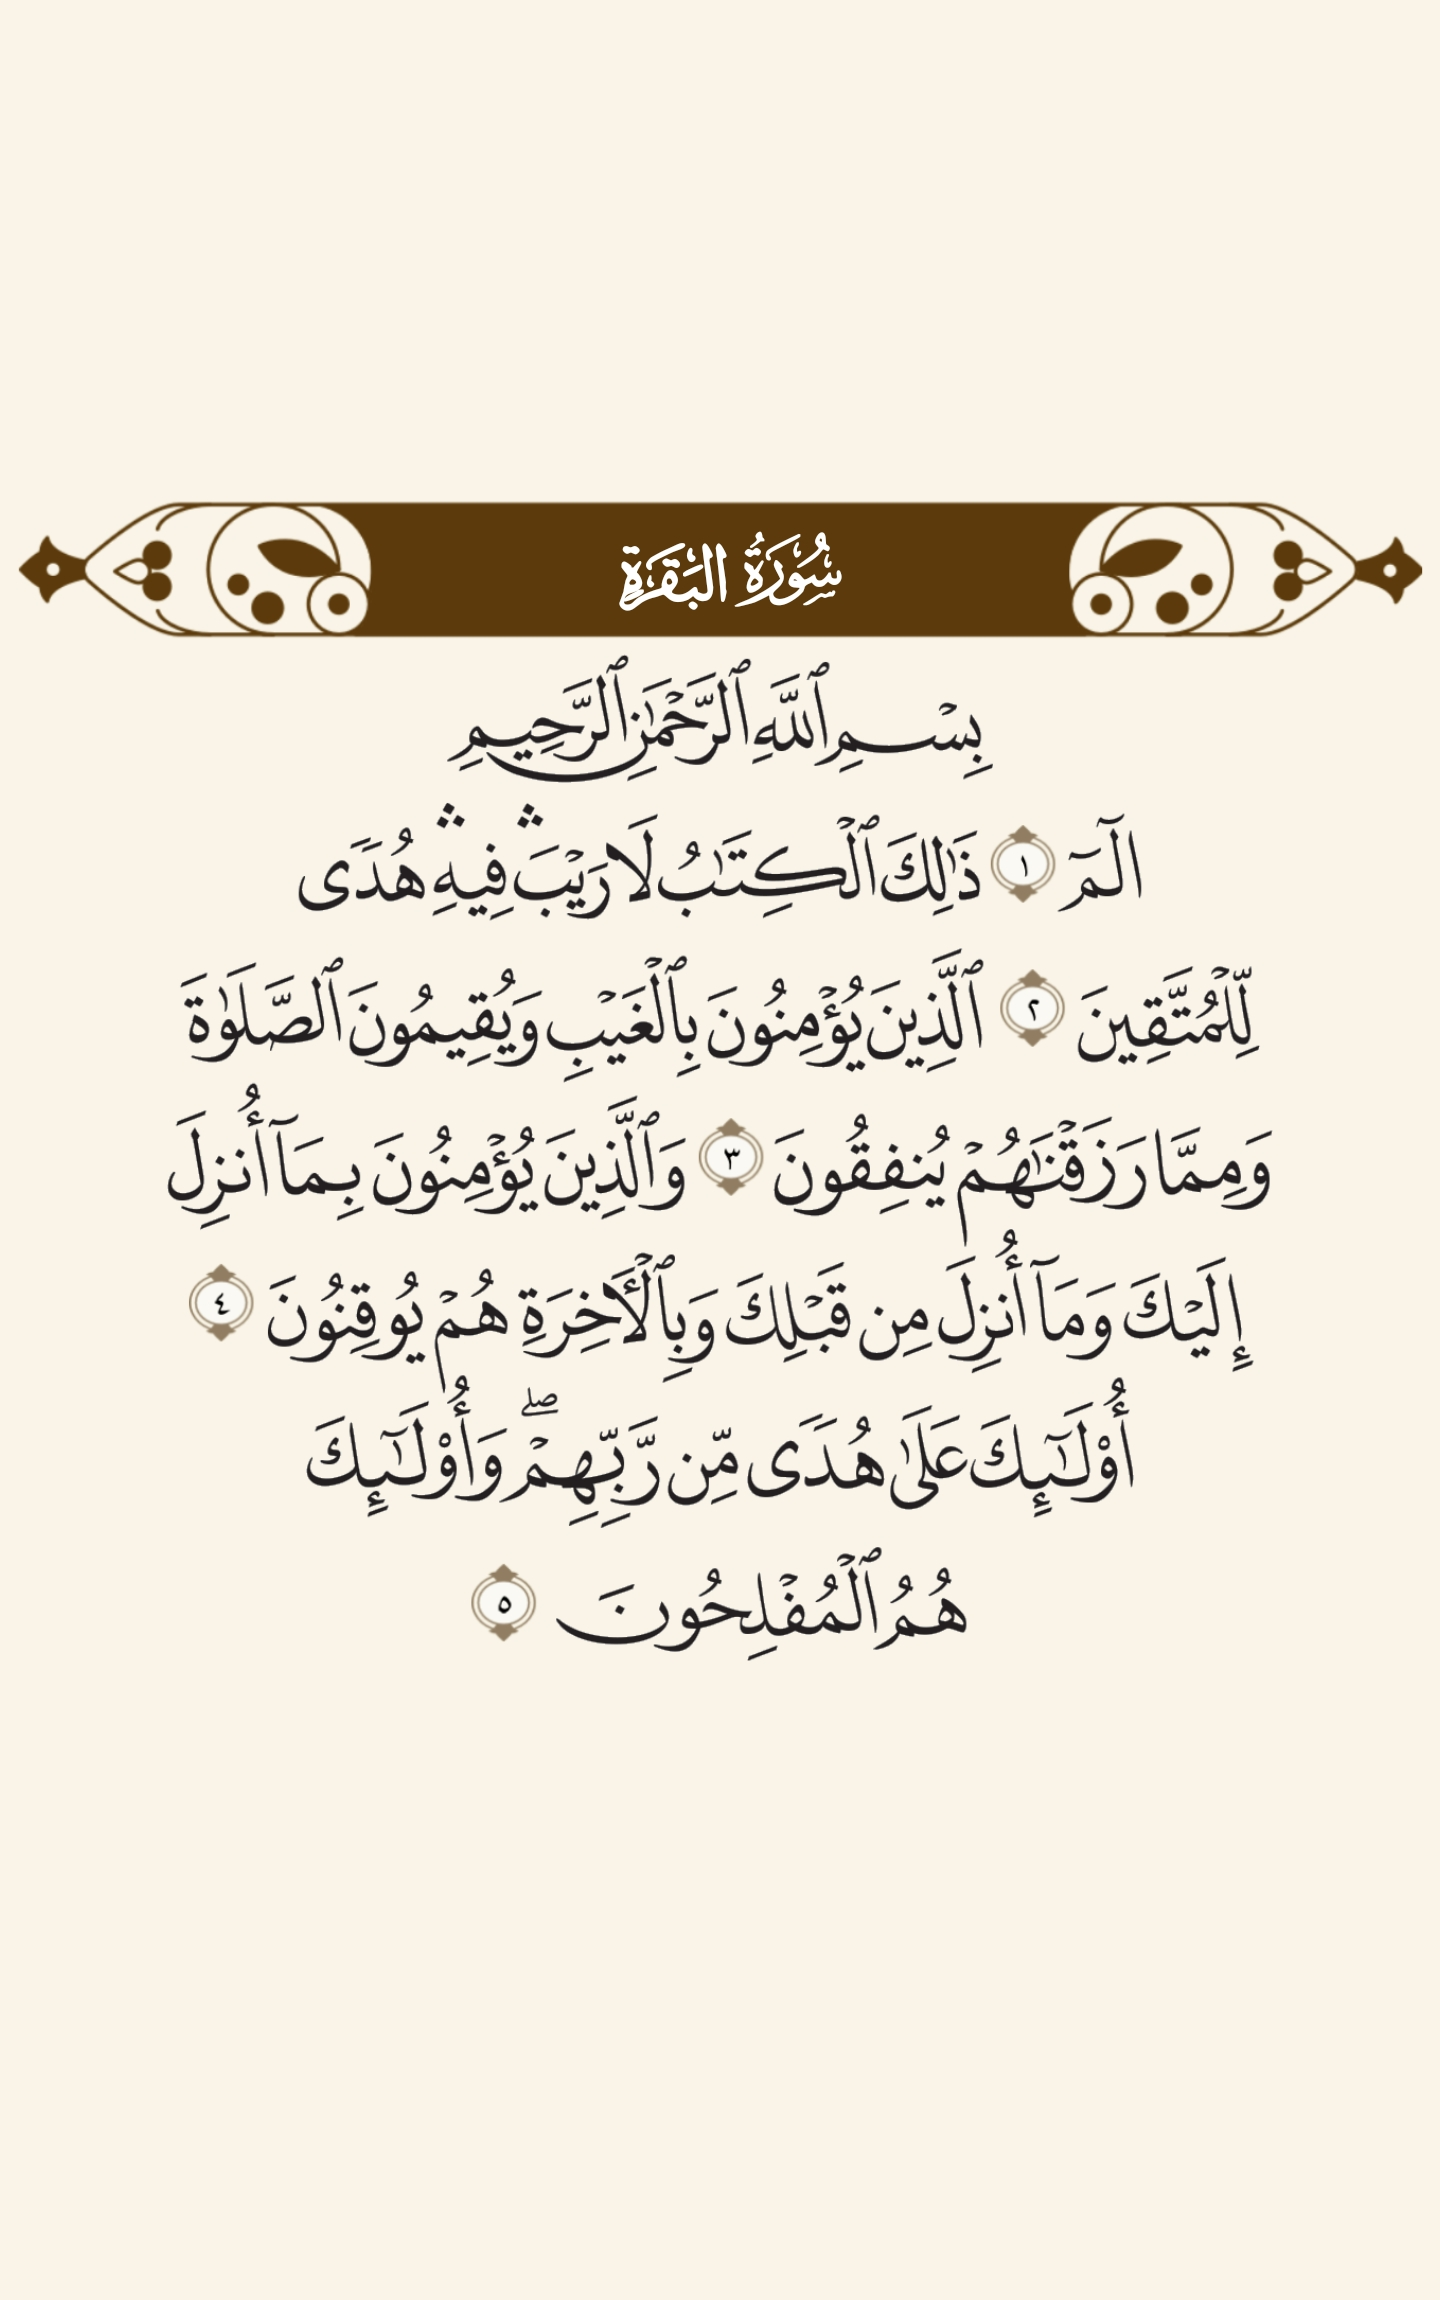 سُورَةُ البَقَرَةِ
بِسْمِ ٱللَّهِ ٱلرَّحْمَٰنِ ٱلرَّحِيمِ
الٓمٓ ١ ذَٰلِكَ ٱلْكِتَٰبُ لَا رَيْبَ ۛ فِيهِ ۛ هُدًى
لِّلْمُتَّقِينَ ٢ ٱلَّذِينَ يُؤْمِنُونَ بِٱلْغَيْبِ وَيُقِيمُونَ ٱلصَّلَوٰةَ
وَمِمَّا رَزَقْنَٰهُمْ يُنفِقُونَ ٣ وَٱلَّذِينَ يُؤْمِنُونَ بِمَآ أُنزِلَ
إِلَيْكَ وَمَآ أُنزِلَ مِن قَبْلِكَ وَبِٱلْأَخِرَةِ هُمْ يُوقِنُونَ ٤
أُوْلَٰٓئِكَ عَلَىٰ هُدًى مِّن رَّبِّهِمْ ۖ وَأُوْلَٰٓئِكَ
هُمُ ٱلْمُفْلِحُونَ ٥